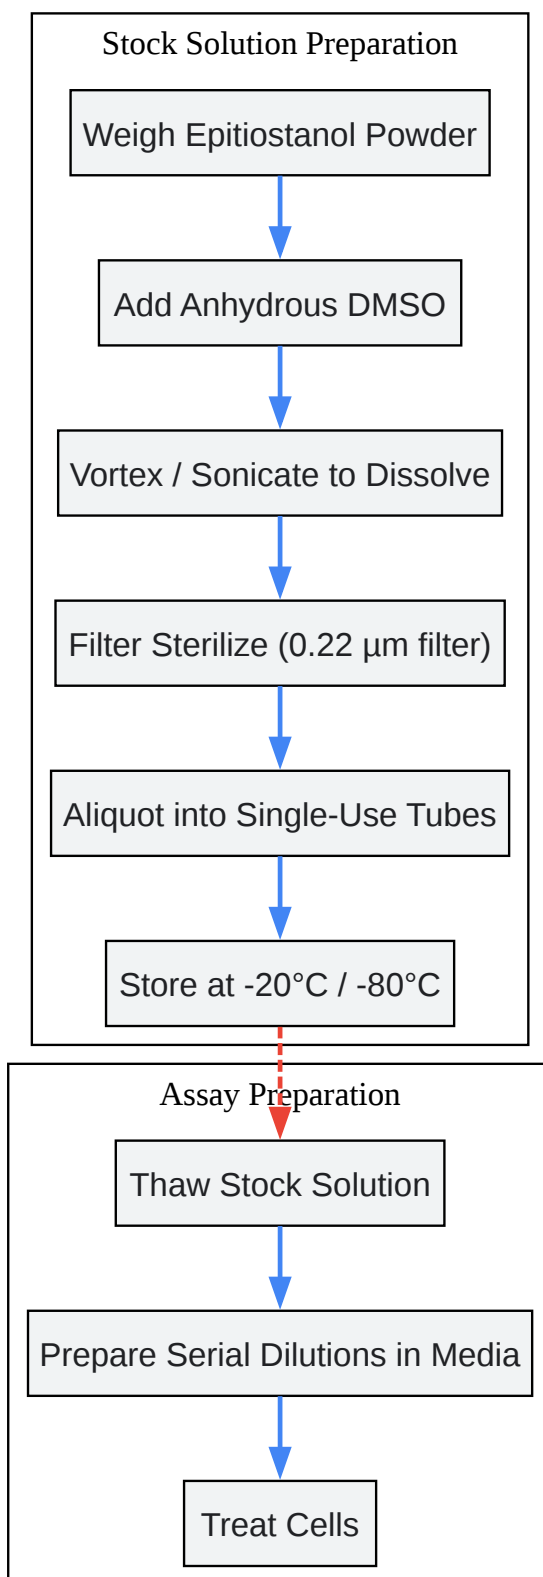 Stock Solution Preparation
Weigh Epitiostanol Powder
Add Anhydrous DMSO
Vortex / Sonicate to Dissolve
Filter Sterilize (0.22 µm filter)
Aliquot into Single-Use Tubes
Store at -20°C / -80°C
Assay Preparation
Thaw Stock Solution
Prepare Serial Dilutions in Media
Treat Cells